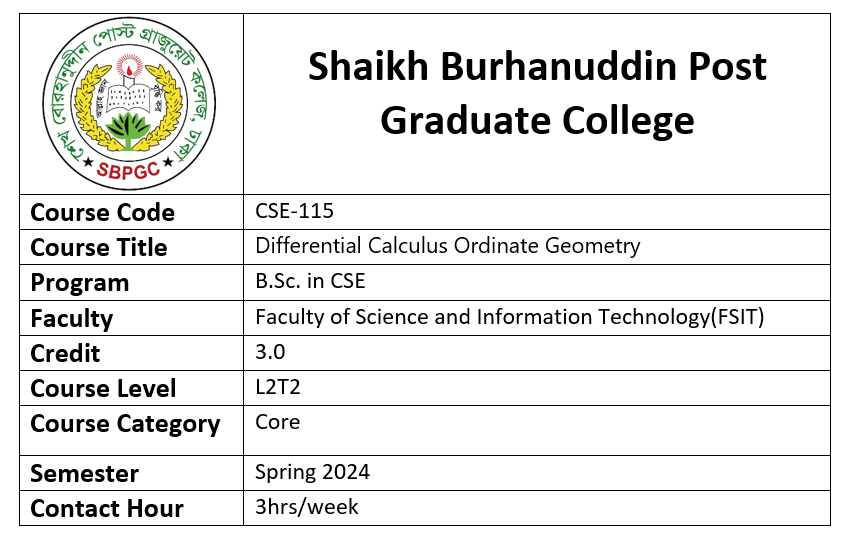 শেখ বোরহানুদ্দীন পোস্ট গ্রাজুয়েট কলেজ, ঢাকা
SBPGC
Shaikh Burhanuddin Post
Graduate College
Course Code CSE-115
Course Title Differential Calculus Ordinate Geometry
Program B.Sc. in CSE
Faculty Faculty of Science and Information Technology(FSIT)
Credit 3.0
Course Level L2T2
Course Category Core
Semester Spring 2024
Contact Hour 3hrs/week